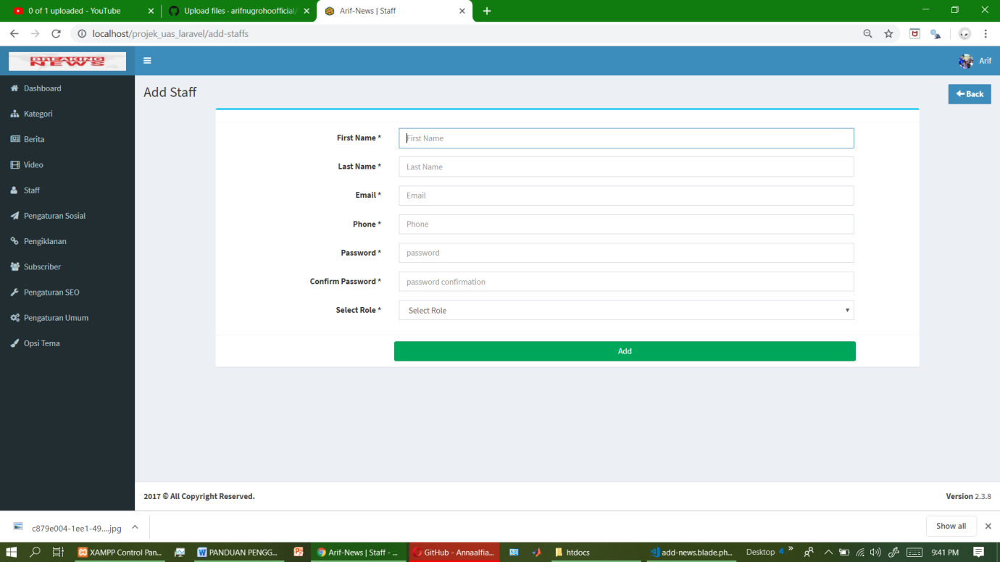 0 of 1 uploaded - YouTube
Upload files · arifnugrohoofficial/
Arif-News | Staff
localhost/projek_uas_laravel/add-staffs
BREAKING
NEWS
Arif
Dashboard
Kategori
Berita
Video
Staff
Pengaturan Sosial
Pengiklanan
Subscriber
Pengaturan SEO
Pengaturan Umum
Opsi Tema
Add Staff
Back
First Name *
First Name
Last Name *
Last Name
Email *
Email
Phone *
Phone
Password *
password
Confirm Password *
password confirmation
Select Role *
Select Role
Add
2017 © All Copyright Reserved.
Version 2.3.8
c879e004-1ee1-49....jpg
Show all
XAMPP Control Pan...
PANDUAN PENGG...
Arif-News | Staff - ...
GitHub - Annaalfia...
htdocs
add-news.blade.ph...
Desktop
9:41 PM